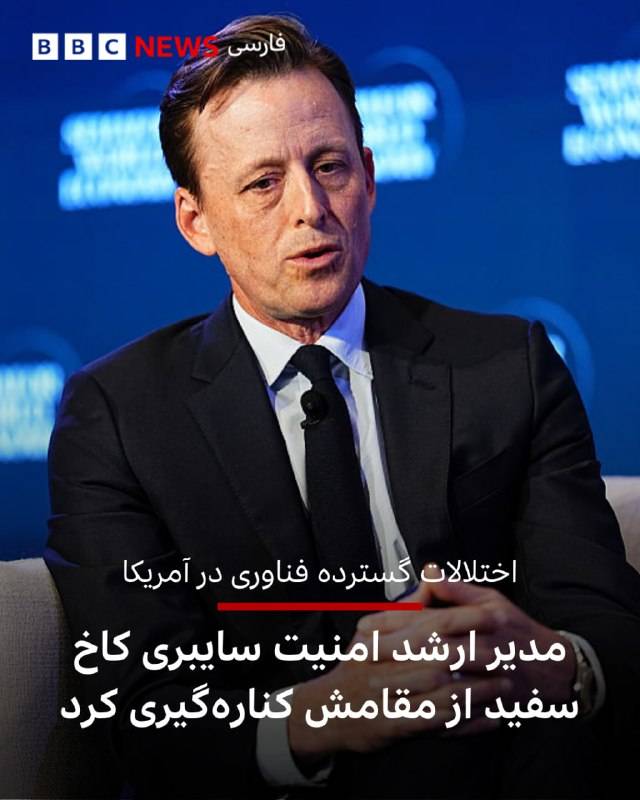 BBC NEWS فارسی
اختلالات گسترده فناوری در آمریکا
مدیر ارشد امنیت سایبری کاخ
سفید از مقامش کناره‌گیری کرد